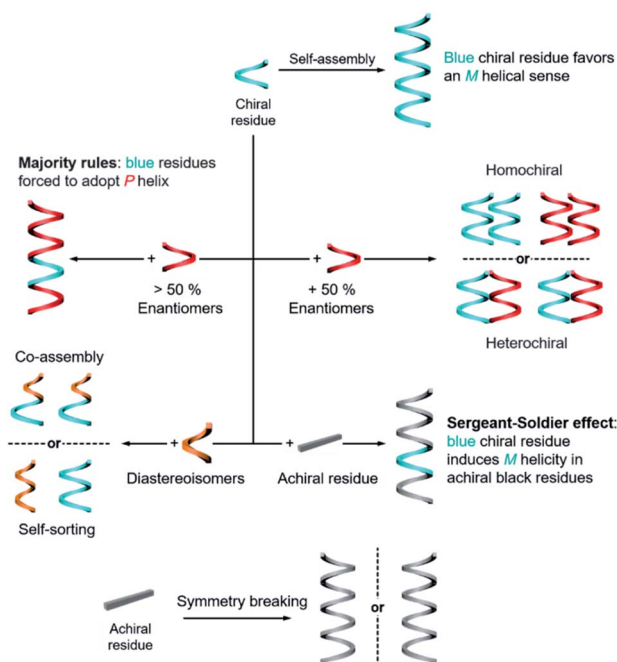 Self-assembly
Blue chiral residue favors
an M helical sense
Chiral
residue
Majority rules: blue residues
forced to adopt P helix
Homochiral
+
+
or
> 50 %
Enantiomers
+ 50 %
Enantiomers
Heterochiral
Co-assembly
or
+
+
Sergeant-Soldier effect:
blue chiral residue
induces M helicity in
achiral black residues
Diastereoisomers
Achiral residue
Self-sorting
Symmetry breaking
or
Achiral
residue